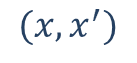 (x, x′)